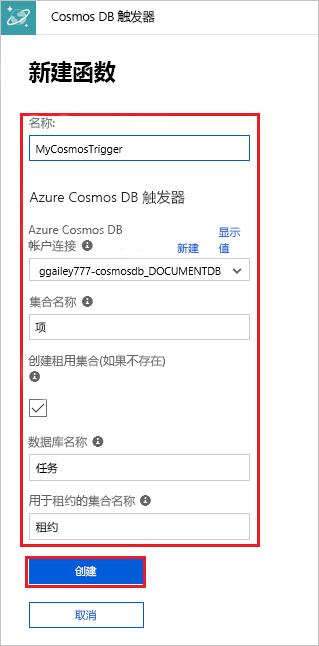 Cosmos DB 触发器
新建函数
名称:
MyCosmosTrigger
Azure Cosmos DB 触发器
Azure Cosmos DB
帐户连接
新建
显示
值
ggailey777-cosmosdb_DOCUMENTDB
集合名称
项
创建租用集合(如果不存在)
数据库名称
任务
用于租约的集合名称
租约
创建
取消